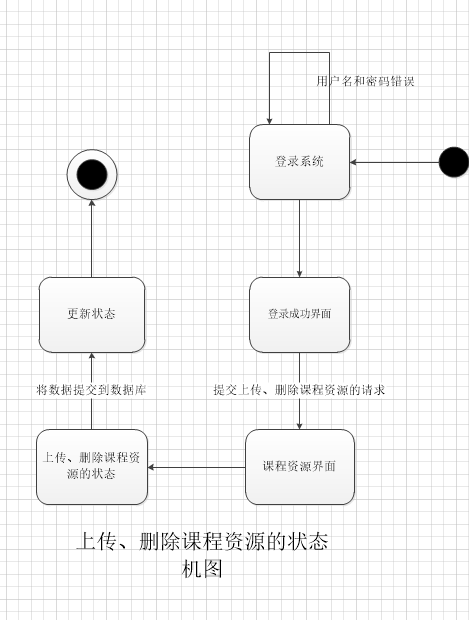 用户名和密码错误
登录系统
更新状态
登录成功界面
将数据提交到数据库
提交上传、删除课程资源的请求
上传、删除课程资
源的状态
课程资源界面
上传、删除课程资源的状态
机图